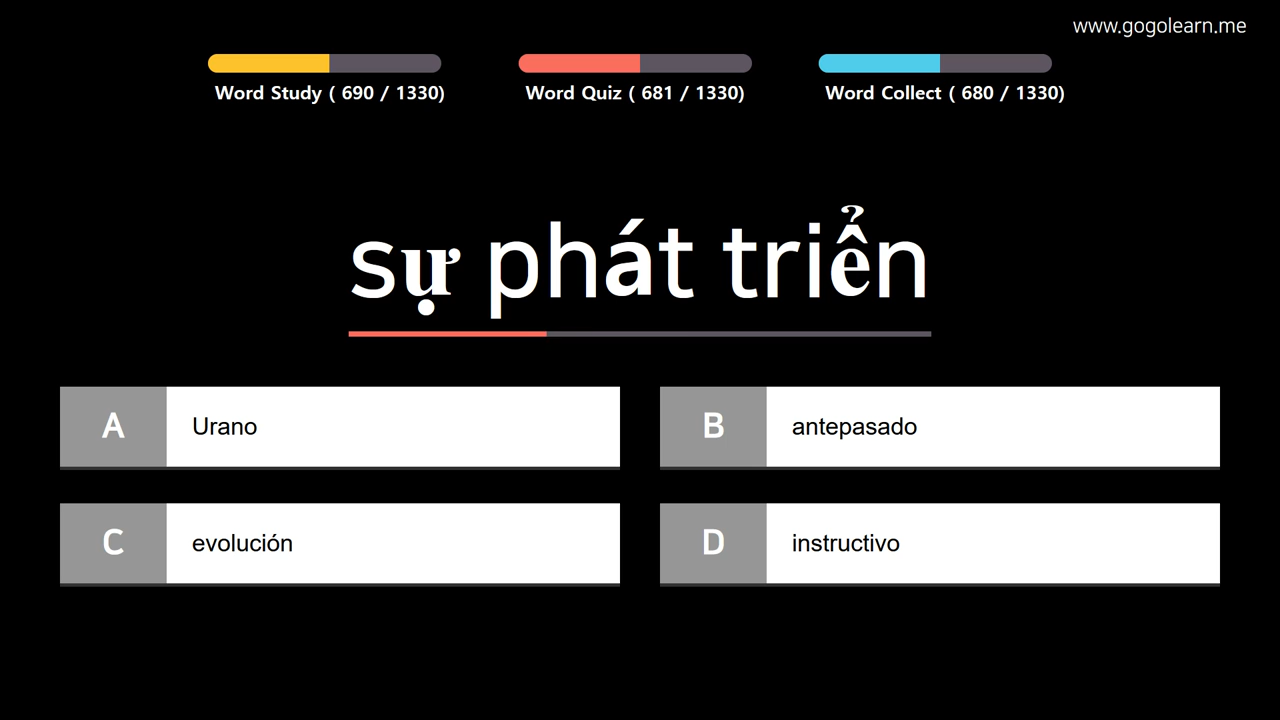 www.gogolearn.me
Word Study ( 690 / 1330)
Word Quiz ( 681 / 1330)
Word Collect ( 680 / 1330)
sự phát triển
A Urano
B antepasado
C evolución
D instructivo